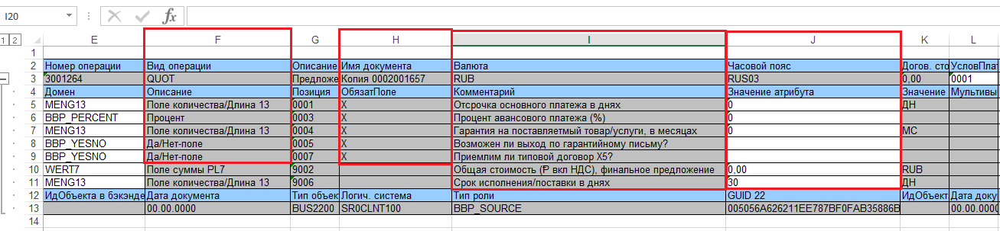 I20
fx
1 2 E F G H I J K L
1
2 Номер операции Вид операции Описание Имя документа Валюта Часовой пояс Догов. сто УсловПлат
3 3001264 QUOT Предложе Копия 0002001657 RUB RUS03 0,00 0001
4 Домен Описание Позиция ОбязатПоле Комментарий Значение атрибута Значение Мультивы
5 MENG13 Поле количества/Длина 13 0001 X Отсрочка основного платежа в днях 0 ДН
6 BBP_PERCENT Процент 0003 X Процент авансового платежа (%) 0
7 MENG13 Поле количества/Длина 13 0004 X Гарантия на поставляетмый товар/услуги, в месяцах 0 МС
8 BBP_YESNO Да/Нет-поле 0005 X Возможен ли выход по гарантийному письму?
9 BBP_YESNO Да/Нет-поле 0007 X Приемлим ли типовой договор X5?
10 WERT7 Поле суммы PL7 9002 Общая стоимость (₽ вкл НДС), финальное предложение 0,00 RUB
11 MENG13 Поле количества/Длина 13 9006 Срок исполнения/поставки в днях 30 ДН
12 ИдОбъекта в бэкэнде Дата документа Тип объект Логич. система Тип роли GUID 22 ИдОбъект Дата доку
13 00.00.0000 BUS2200 SR0CLNT100 BBP_SOURCE 005056A626211EE787BF0FAB35886B 00.00.0000
14